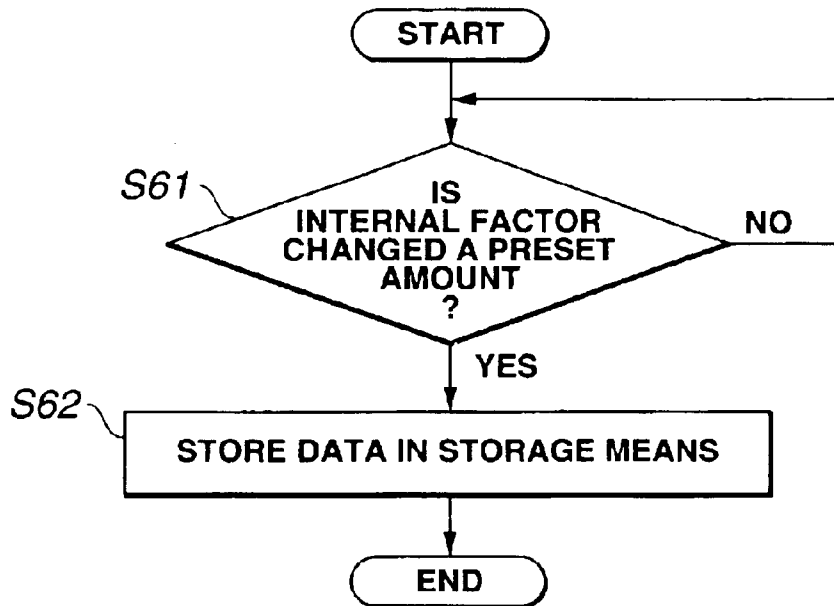 START
S61
IS
INTERNAL FACTOR
CHANGED A PRESET
AMOUNT
?
NO
YES
S62
STORE DATA IN STORAGE MEANS
END